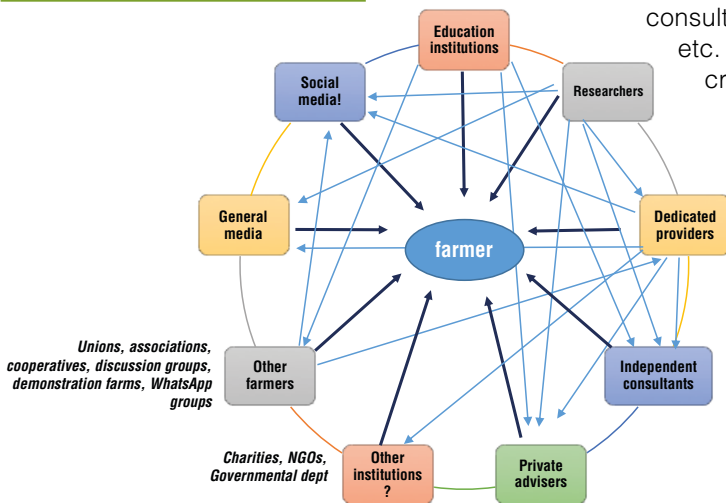 consult
etc.
cr
Education
institutions
Social
media!
Researchers
General
media
Dedicated
providers
farmer
Unions, associations,
cooperatives, discussion groups,
demonstration farms, WhatsApp
groups
Other
farmers
Independent
consultants
Charities, NGOs,
Governmental dept
Other
institutions
?
Private
advisers